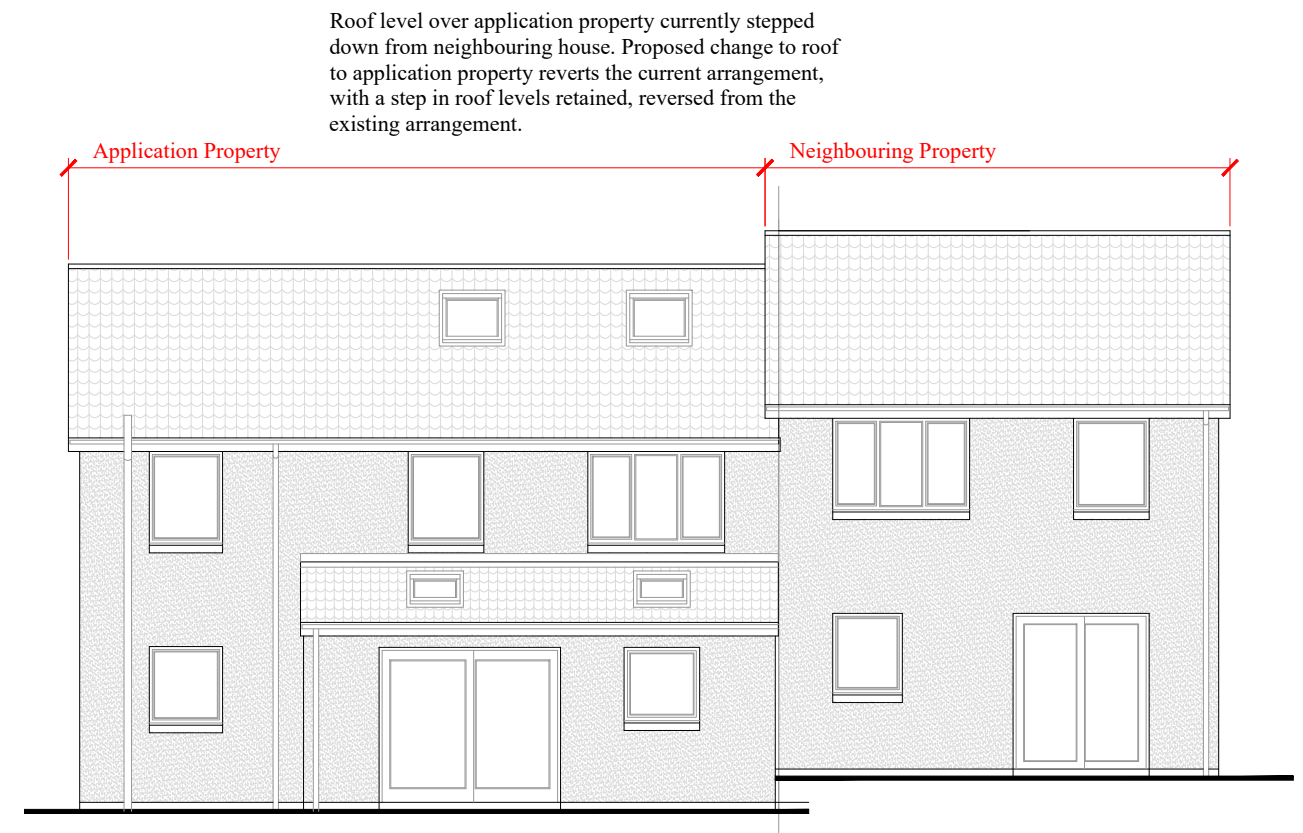 Roof level over application property currently stepped
down from neighbouring house. Proposed change to roof
to application property reverts the current arrangement,
with a step in roof levels retained, reversed from the
existing arrangement.
Application Property
Neighbouring Property